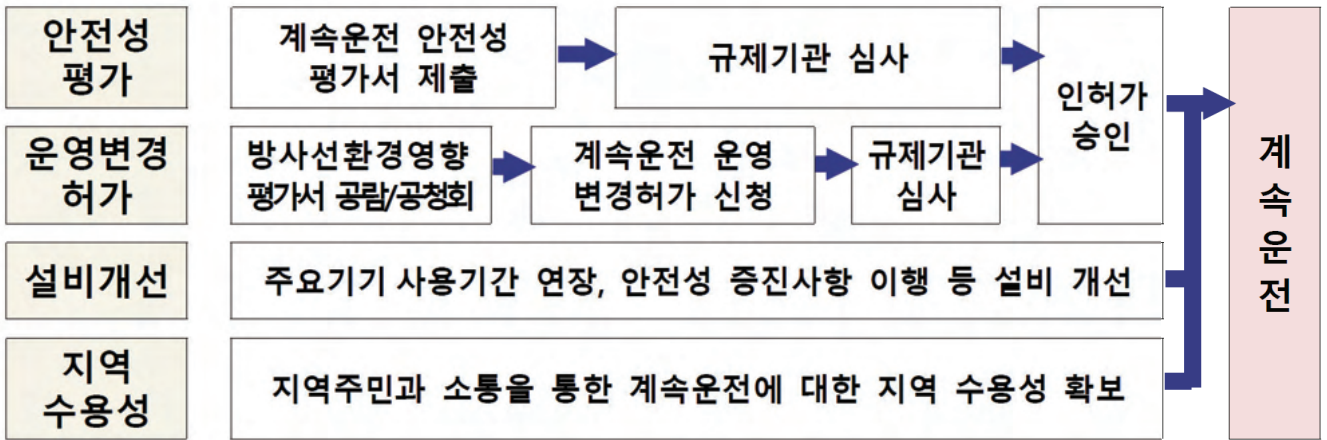 안전성
평가
계속운전 안전성
평가서 제출
규제기관 심사
인허가
승인
운영변경
허가
방사선환경영향
평가서 공람/공청회
계속운전 운영
변경허가 신청
규제기관
심사
설비개선
주요기기 사용기간 연장, 안전성 증진사항 이행 등 설비 개선
지역
수용성
지역주민과 소통을 통한 계속운전에 대한 지역 수용성 확보
계
속
운
전